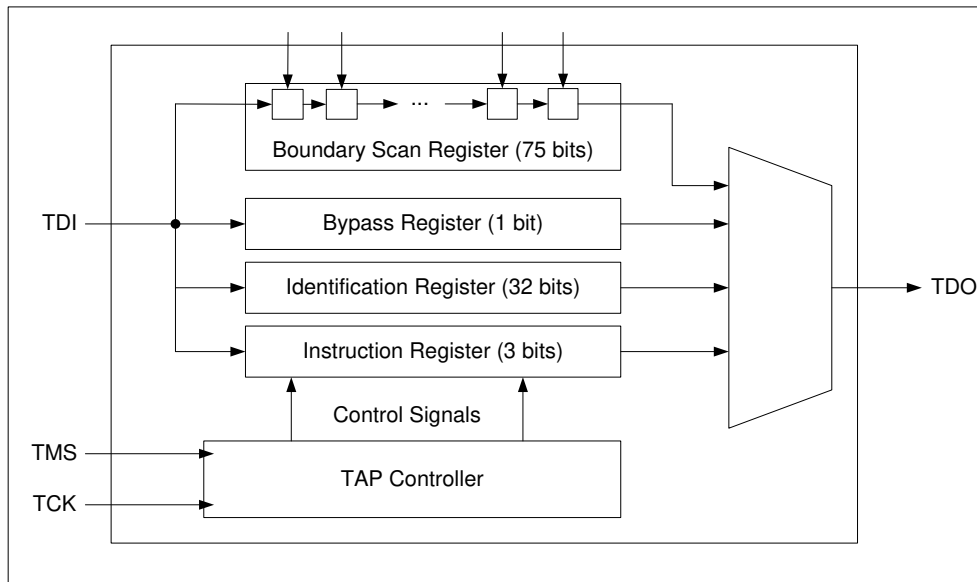 ...
Boundary Scan Register (75 bits)
TDI
Bypass Register (1 bit)
Identification Register (32 bits)
TDO
Instruction Register (3 bits)
Control Signals
TMS
TAP Controller
TCK